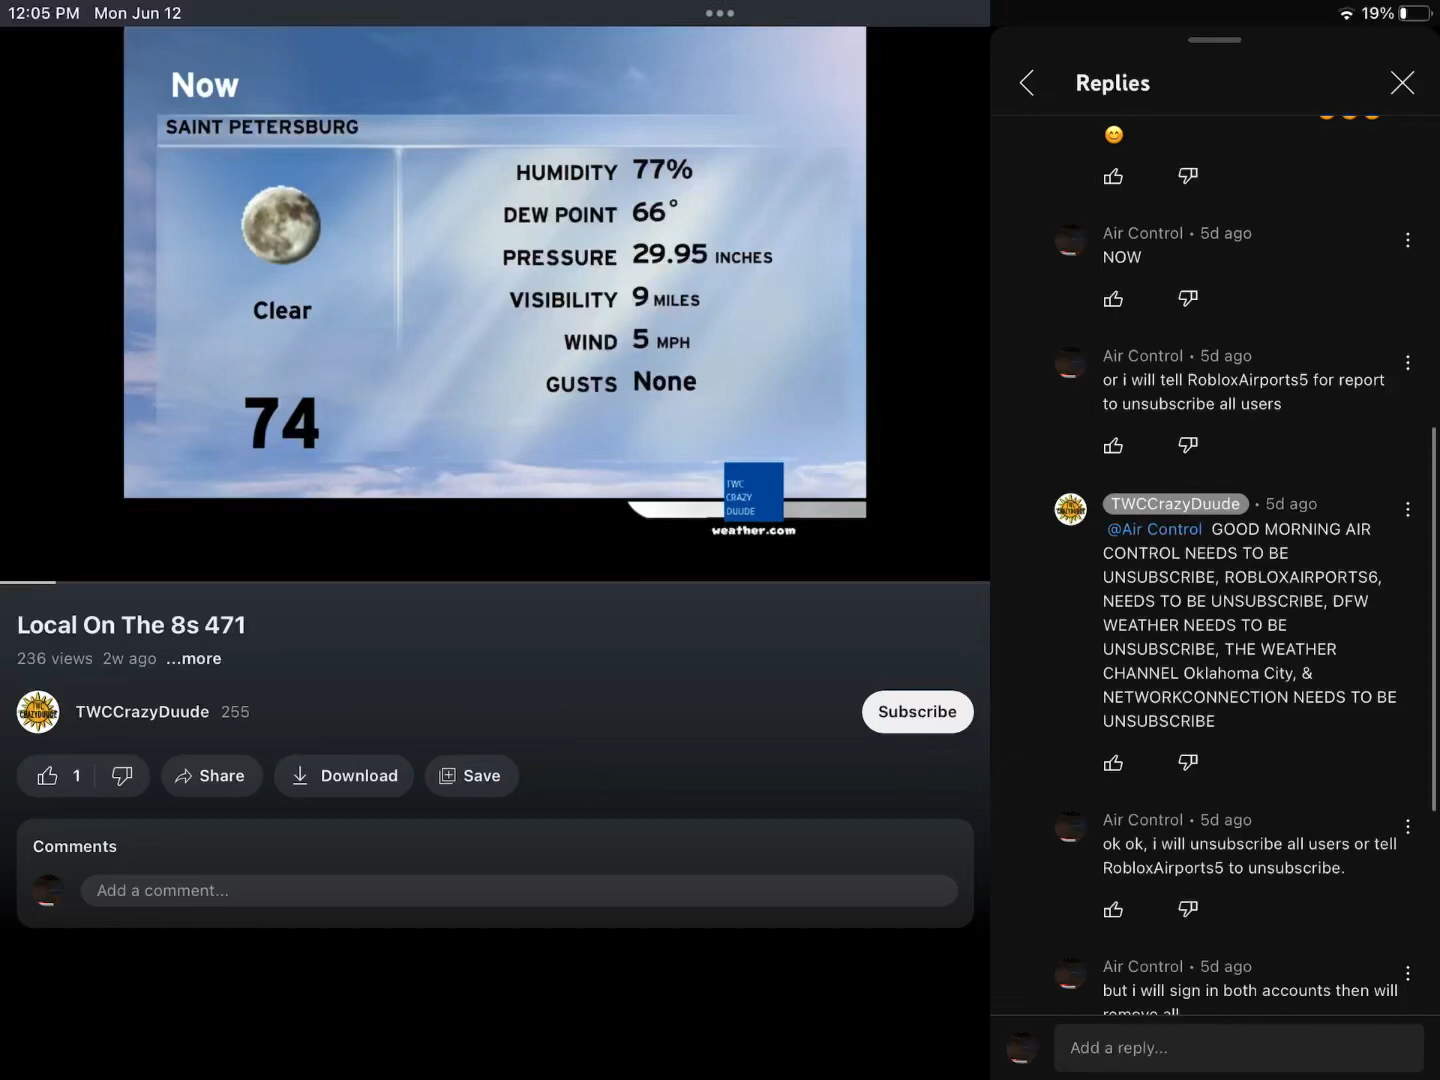 12:05 PM Mon Jun 12
19%
Now
SAINT PETERSBURG
HUMIDITY 77%
DEW POINT 66°
PRESSURE 29.95 INCHES
VISIBILITY 9 MILES
WIND 5 MPH
GUSTS None
Clear
74
TWC
CRAZY
DUUDE
weather.com
Local On The 8s 471
236 views 2w ago ...more
TWCCrazyDuude 255
Subscribe
1
Share
Download
Save
Comments
Add a comment...
Replies
😊
Air Control • 5d ago
NOW
Air Control • 5d ago
or i will tell RobloxAirports5 for report
to unsubscribe all users
TWCCrazyDuude • 5d ago
@Air Control GOOD MORNING AIR
CONTROL NEEDS TO BE
UNSUBSCRIBE, ROBLOXAIRPORTS6,
NEEDS TO BE UNSUBSCRIBE, DFW
WEATHER NEEDS TO BE
UNSUBSCRIBE, THE WEATHER
CHANNEL Oklahoma City, &
NETWORKCONNECTION NEEDS TO BE
UNSUBSCRIBE
Air Control • 5d ago
ok ok, i will unsubscribe all users or tell
RobloxAirports5 to unsubscribe.
Air Control • 5d ago
but i will sign in both accounts then will
remove all
Add a reply...